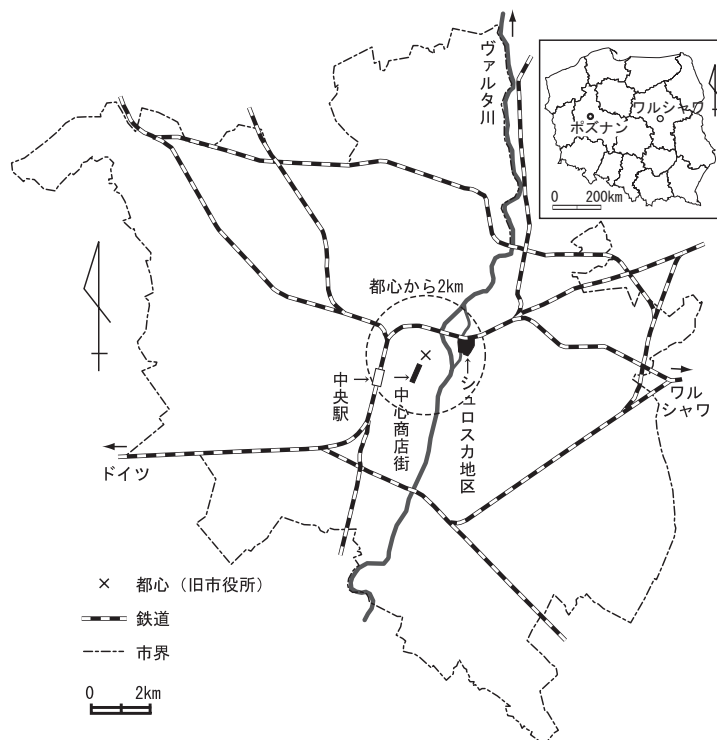 ヴァルタ川
ワルシャワ
ポズナン
0 200km
都心から2km
中央駅
中心商店街
シュロスカ地区
ワル
シャワ
ドイツ
都心（旧市役所）
鉄道
市界
0 2km